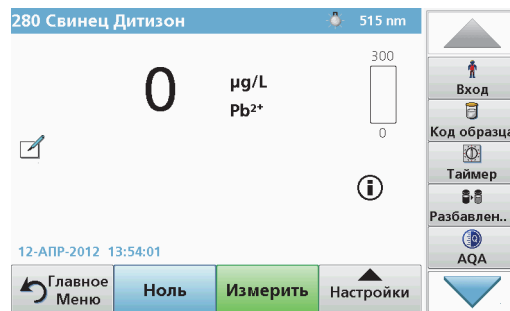 280 Свинец Дитизон
515 nm
0
µg/L
Pb²⁺
300
0
12-АПР-2012 13:54:01
Главное
Меню
Ноль
Измерить
Настройки
Вход
Код образца
Таймер
Разбавлен..
AQA